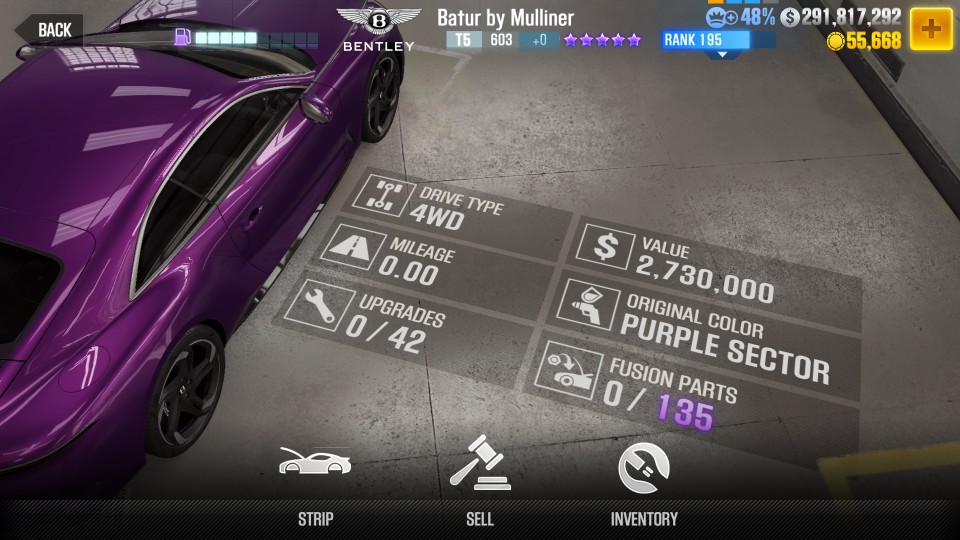 BACK
B
BENTLEY
Batur by Mulliner
T5 603 +0
48% $ 291,817,292
RANK 195 55,668
DRIVE TYPE
4WD
MILEAGE
0.00
UPGRADES
0 / 42
$ VALUE
2,730,000
ORIGINAL COLOR
PURPLE SECTOR
FUSION PARTS
0 / 135
STRIP
SELL
INVENTORY